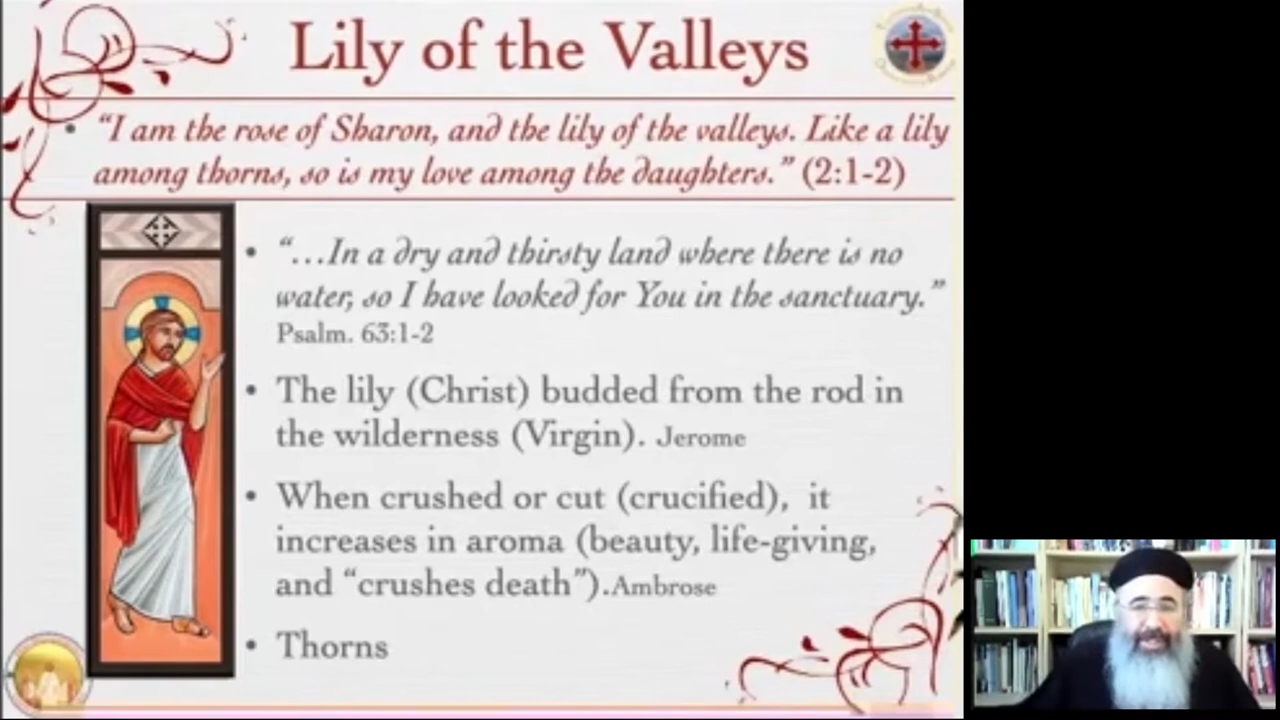 Lily of the Valleys
• “I am the rose of Sharon, and the lily of the valleys. Like a lily
among thorns, so is my love among the daughters.” (2:1-2)
• “…In a dry and thirsty land where there is no
water, so I have looked for You in the sanctuary.”
Psalm. 63:1-2
• The lily (Christ) budded from the rod in
the wilderness (Virgin). Jerome
• When crushed or cut (crucified), it
increases in aroma (beauty, life-giving,
and “crushes death”).Ambrose
• Thorns